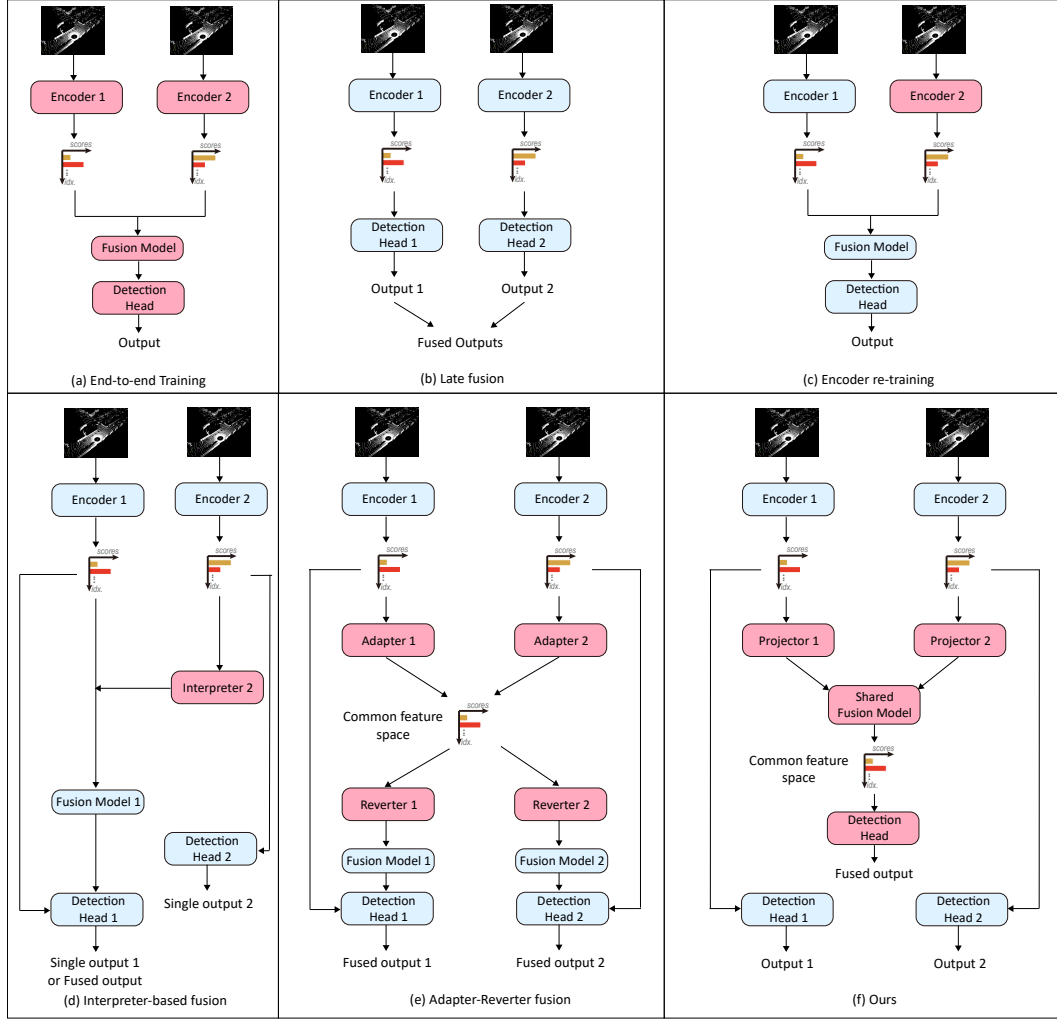 Encoder 1
Encoder 2
scores
idx.
scores
idx.
Fusion Model
Detection
Head
Output
(a) End-to-end Training
Encoder 1
Encoder 2
scores
idx.
scores
idx.
Detection
Head 1
Detection
Head 2
Output 1
Output 2
Fused Outputs
(b) Late fusion
Encoder 1
Encoder 2
scores
idx.
scores
idx.
Fusion Model
Detection
Head
Output
(c) Encoder re-training
Encoder 1
Encoder 2
scores
idx.
scores
idx.
Interpreter 2
Fusion Model 1
Detection
Head 2
Single output 2
Detection
Head 1
Single output 1
or Fused output
(d) Interpreter-based fusion
Encoder 1
Encoder 2
scores
idx.
scores
idx.
Adapter 1
Adapter 2
Common feature
space
scores
idx.
Reverter 1
Reverter 2
Fusion Model 1
Fusion Model 2
Detection
Head 1
Detection
Head 2
Fused output 1
Fused output 2
(e) Adapter-Reverter fusion
Encoder 1
Encoder 2
scores
idx.
scores
idx.
Projector 1
Projector 2
Shared
Fusion Model
Common feature
space
scores
idx.
Detection
Head
Fused output
Detection
Head 1
Detection
Head 2
Output 1
Output 2
(f) Ours